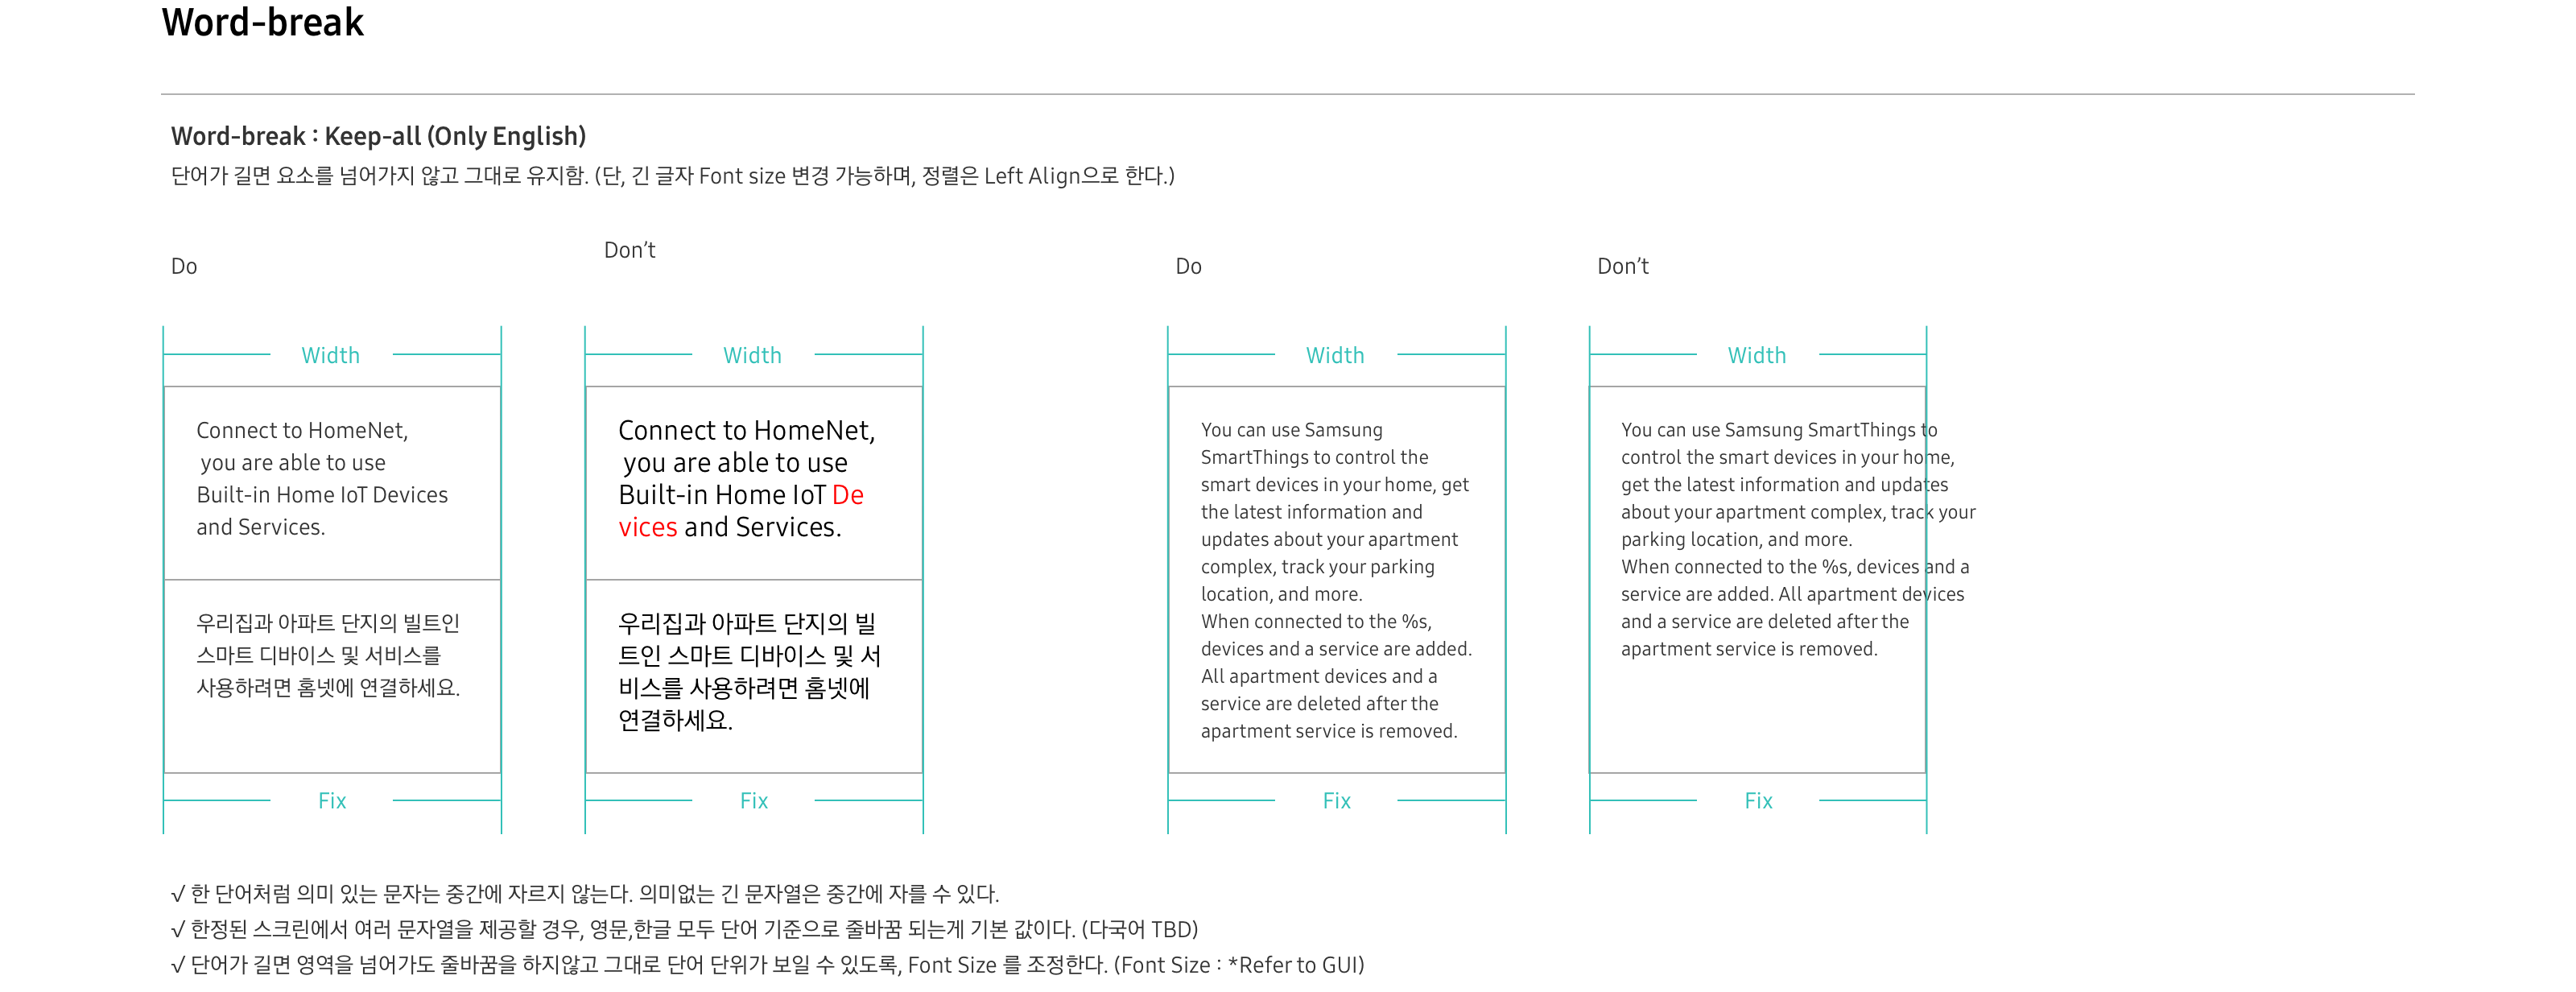 Word-break
Word-break : Keep-all (Only English)
단어가 길면 요소를 넘어가지 않고 그대로 유지함. (단, 긴 글자 Font size 변경 가능하며, 정렬은 Left Align으로 한다.)
Do
Width
Connect to HomeNet,
you are able to use
Built-in Home IoT Devices
and Services.
우리집과 아파트 단지의 빌트인
스마트 디바이스 및 서비스를
사용하려면 홈넷에 연결하세요.
Fix
Don’t
Width
Connect to HomeNet,
you are able to use
Built-in Home IoT De
vices and Services.
우리집과 아파트 단지의 빌
트인 스마트 디바이스 및 서
비스를 사용하려면 홈넷에
연결하세요.
Fix
Do
Width
You can use Samsung
SmartThings to control the
smart devices in your home, get
the latest information and
updates about your apartment
complex, track your parking
location, and more.
When connected to the %s,
devices and a service are added.
All apartment devices and a
service are deleted after the
apartment service is removed.
Fix
Don’t
Width
You can use Samsung SmartThings to
control the smart devices in your home,
get the latest information and updates
about your apartment complex, track your
parking location, and more.
When connected to the %s, devices and a
service are added. All apartment devices
and a service are deleted after the
apartment service is removed.
Fix
√ 한 단어처럼 의미 있는 문자는 중간에 자르지 않는다. 의미없는 긴 문자열은 중간에 자를 수 있다.
√ 한정된 스크린에서 여러 문자열을 제공할 경우, 영문,한글 모두 단어 기준으로 줄바꿈 되는게 기본 값이다. (다국어 TBD)
√ 단어가 길면 영역을 넘어가도 줄바꿈을 하지않고 그대로 단어 단위가 보일 수 있도록, Font Size 를 조정한다. (Font Size : *Refer to GUI)